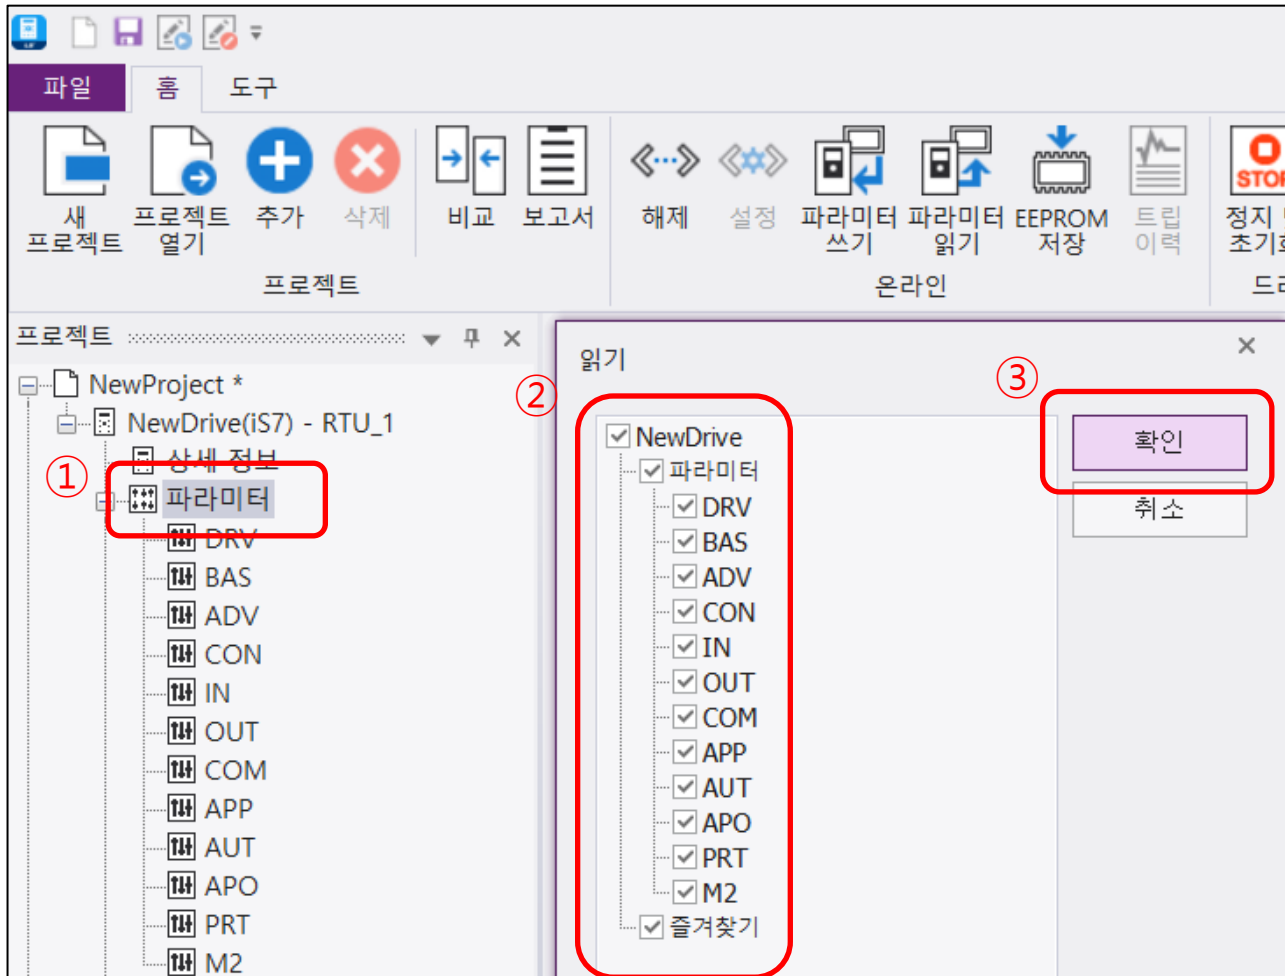 파일 홈 도구
새 프로젝트 추가 삭제 비교 보고서 해제 설정 파라미터 파라미터 EEPROM 트립 정지 및
프로젝트 열기 쓰기 읽기 저장 이력 초기화
프로젝트 온라인 드라
프로젝트
읽기
NewProject *
NewDrive(iS7) - RTU_1
상세 정보
①
파라미터
DRV
BAS
ADV
CON
IN
OUT
COM
APP
AUT
APO
PRT
M2
②
NewDrive
파라미터
DRV
BAS
ADV
CON
IN
OUT
COM
APP
AUT
APO
PRT
M2
즐겨찾기
③
확인
취소
STOP